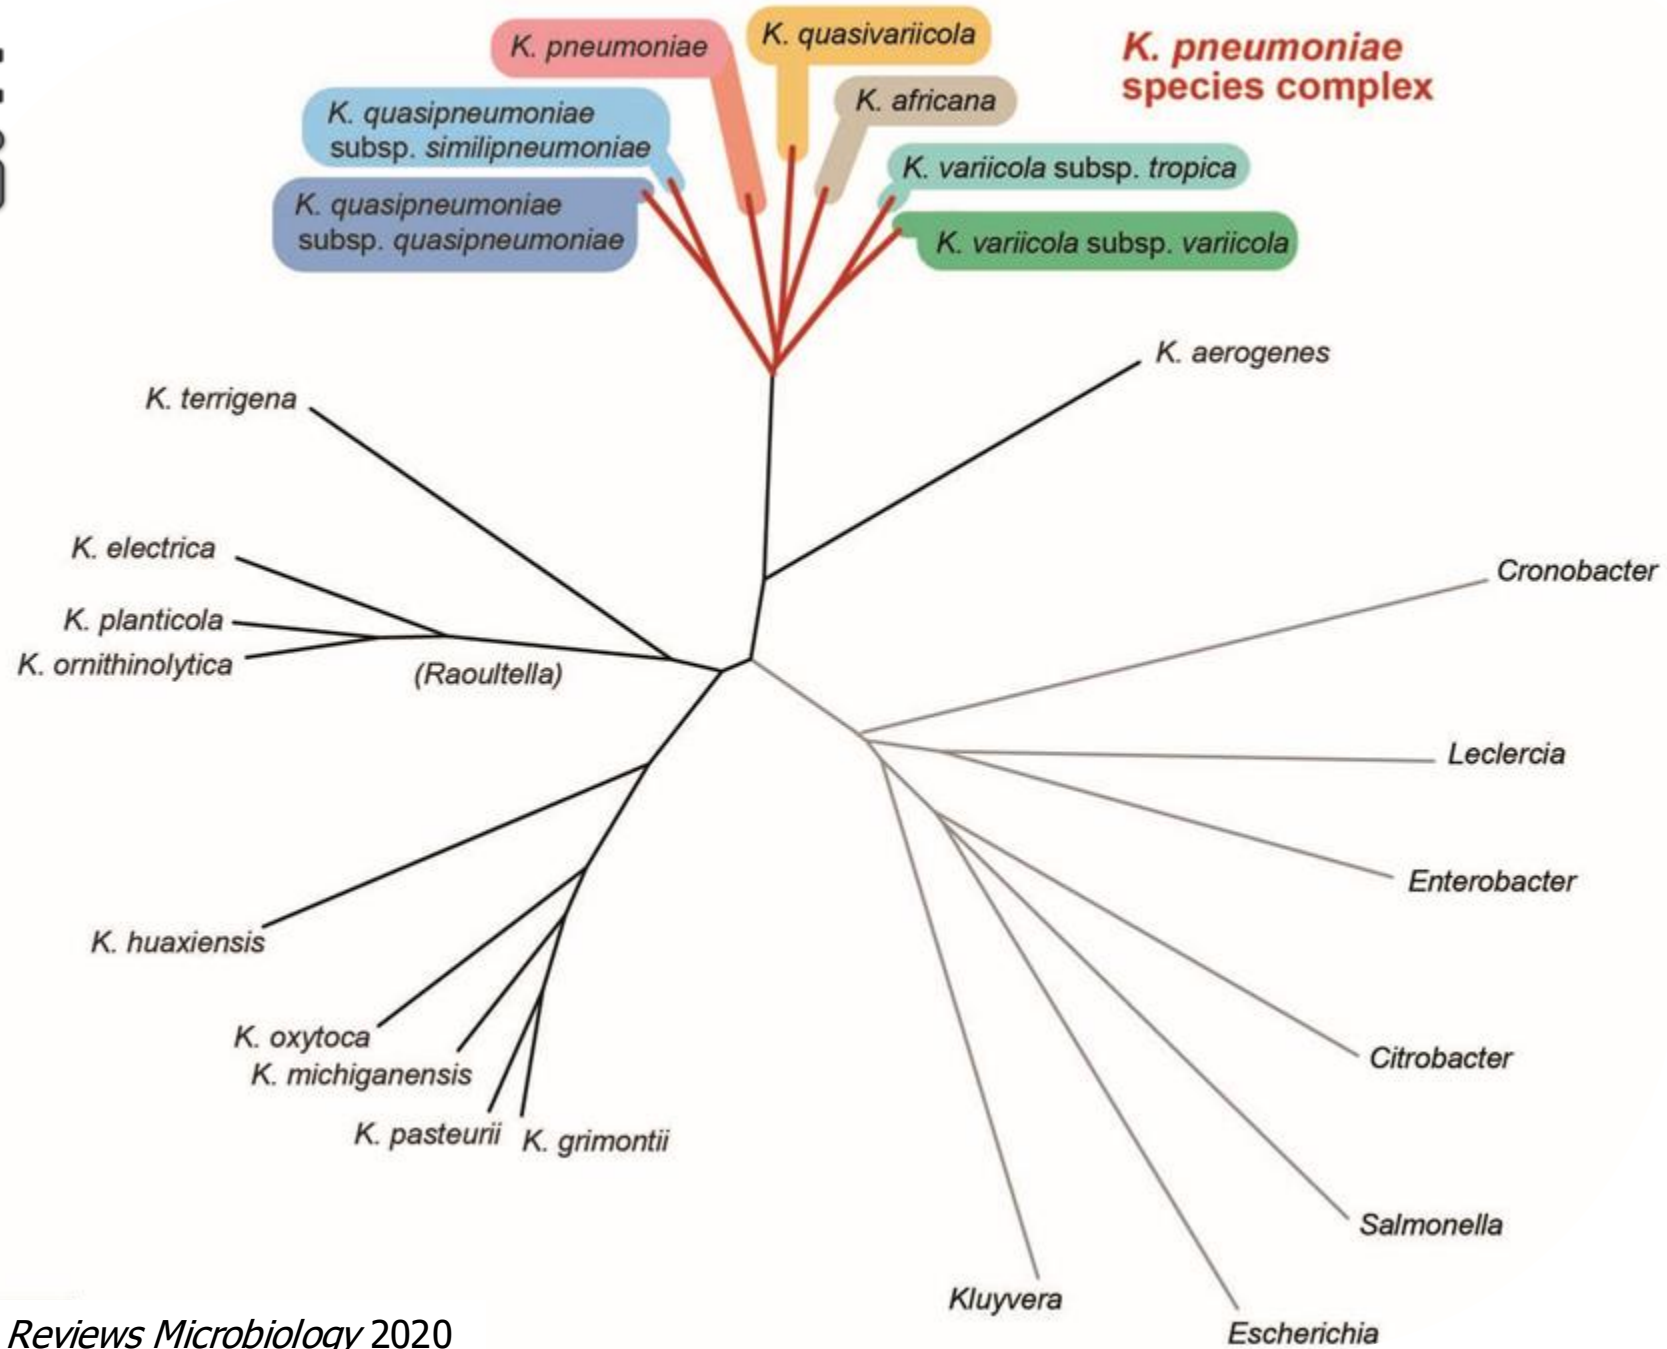 K. pneumoniae
K. quasivariicola
K. pneumoniae
species complex
K. quasipneumoniae
subsp. similipneumoniae
K. africana
K. quasipneumoniae
subsp. quasipneumoniae
K. variicola subsp. tropica
K. variicola subsp. variicola
K. aerogenes
K. terrigena
K. electrica
K. planticola
K. ornithinolytica
(Raoultella)
Cronobacter
Leclercia
Enterobacter
K. huaxiensis
K. oxytoca
K. michiganensis
K. pasteurii
K. grimontii
Citrobacter
Salmonella
Kluyvera
Escherichia
Reviews Microbiology 2020